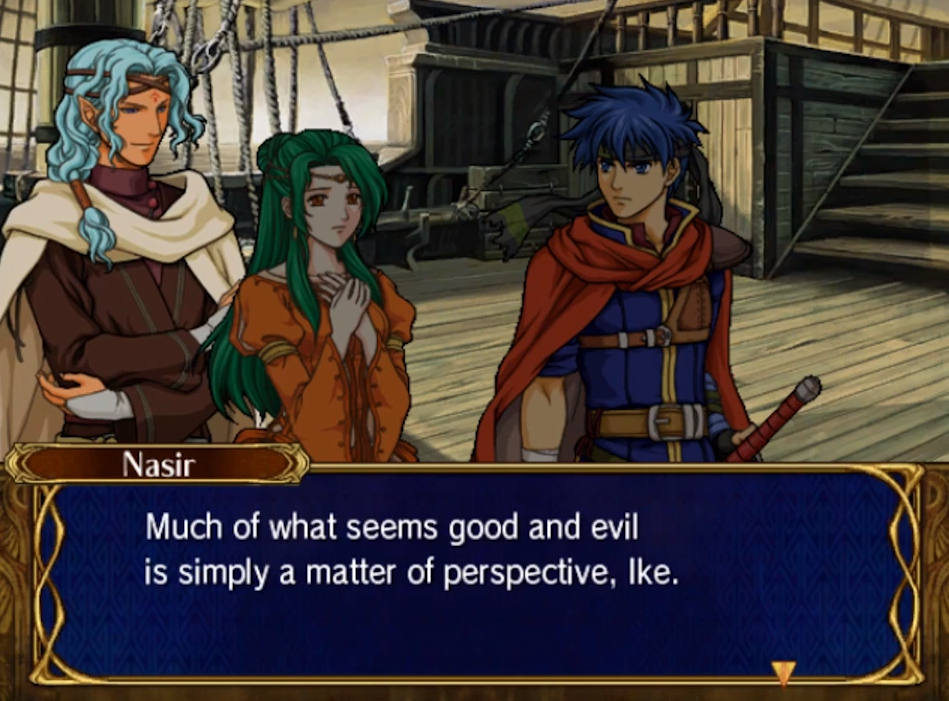 Nasir
Much of what seems good and evil
is simply a matter of perspective, Ike.